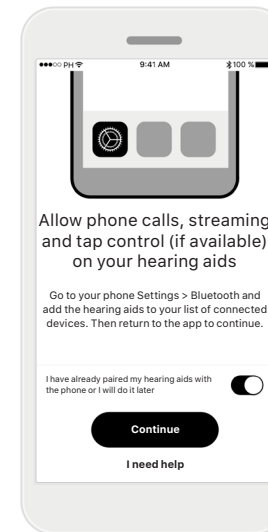 ●●●○○ PH 9:41 AM 100 %
Allow phone calls, streaming
and tap control (if available)
on your hearing aids
Go to your phone Settings > Bluetooth and
add the hearing aids to your list of connected
devices. Then return to the app to continue.
I have already paired my hearing aids with
the phone or I will do it later
Continue
I need help